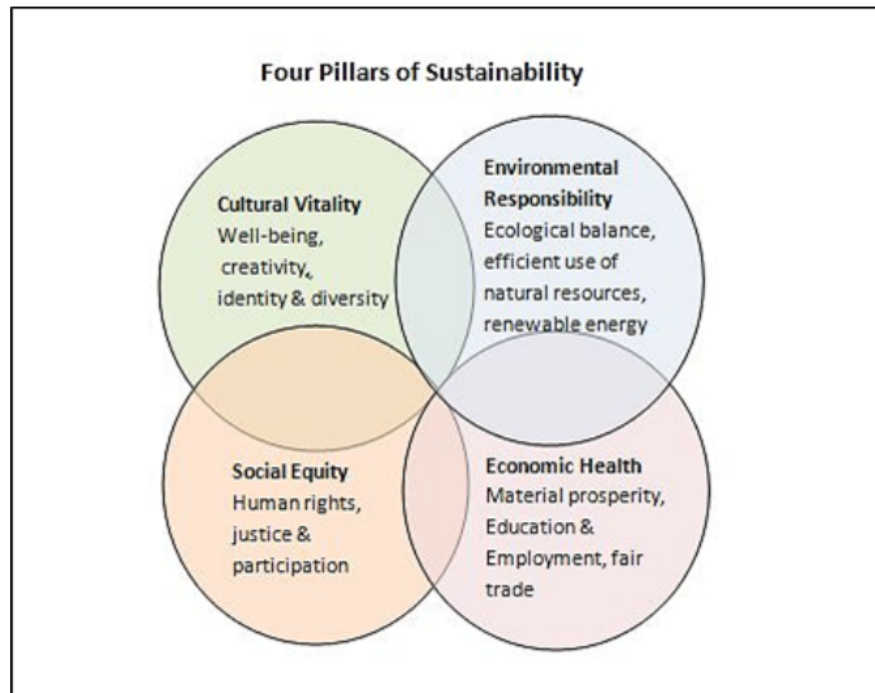 Four Pillars of Sustainability
Cultural Vitality
Well-being,
creativity,,
identity & diversity
Environmental
Responsibility
Ecological balance,
efficient use of
natural resources,
renewable energy
Social Equity
Human rights,
justice &
participation
Economic Health
Material prosperity,
Education &
Employment, fair
trade